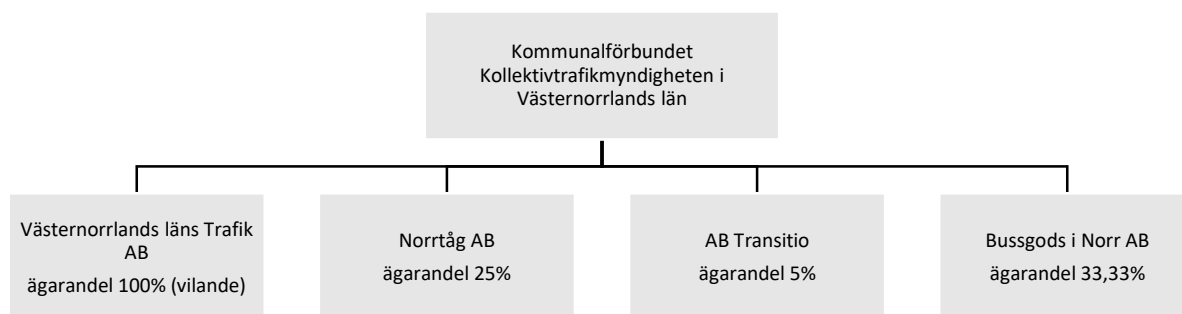 Kommunalförbundet
Kollektivtrafikmyndigheten i
Västernorrlands län
Västernorrlands läns Trafik
AB
ägarandel 100% (vilande)
Norrtåg AB
ägarandel 25%
AB Transitio
ägarandel 5%
Bussgods i Norr AB
ägarandel 33,33%